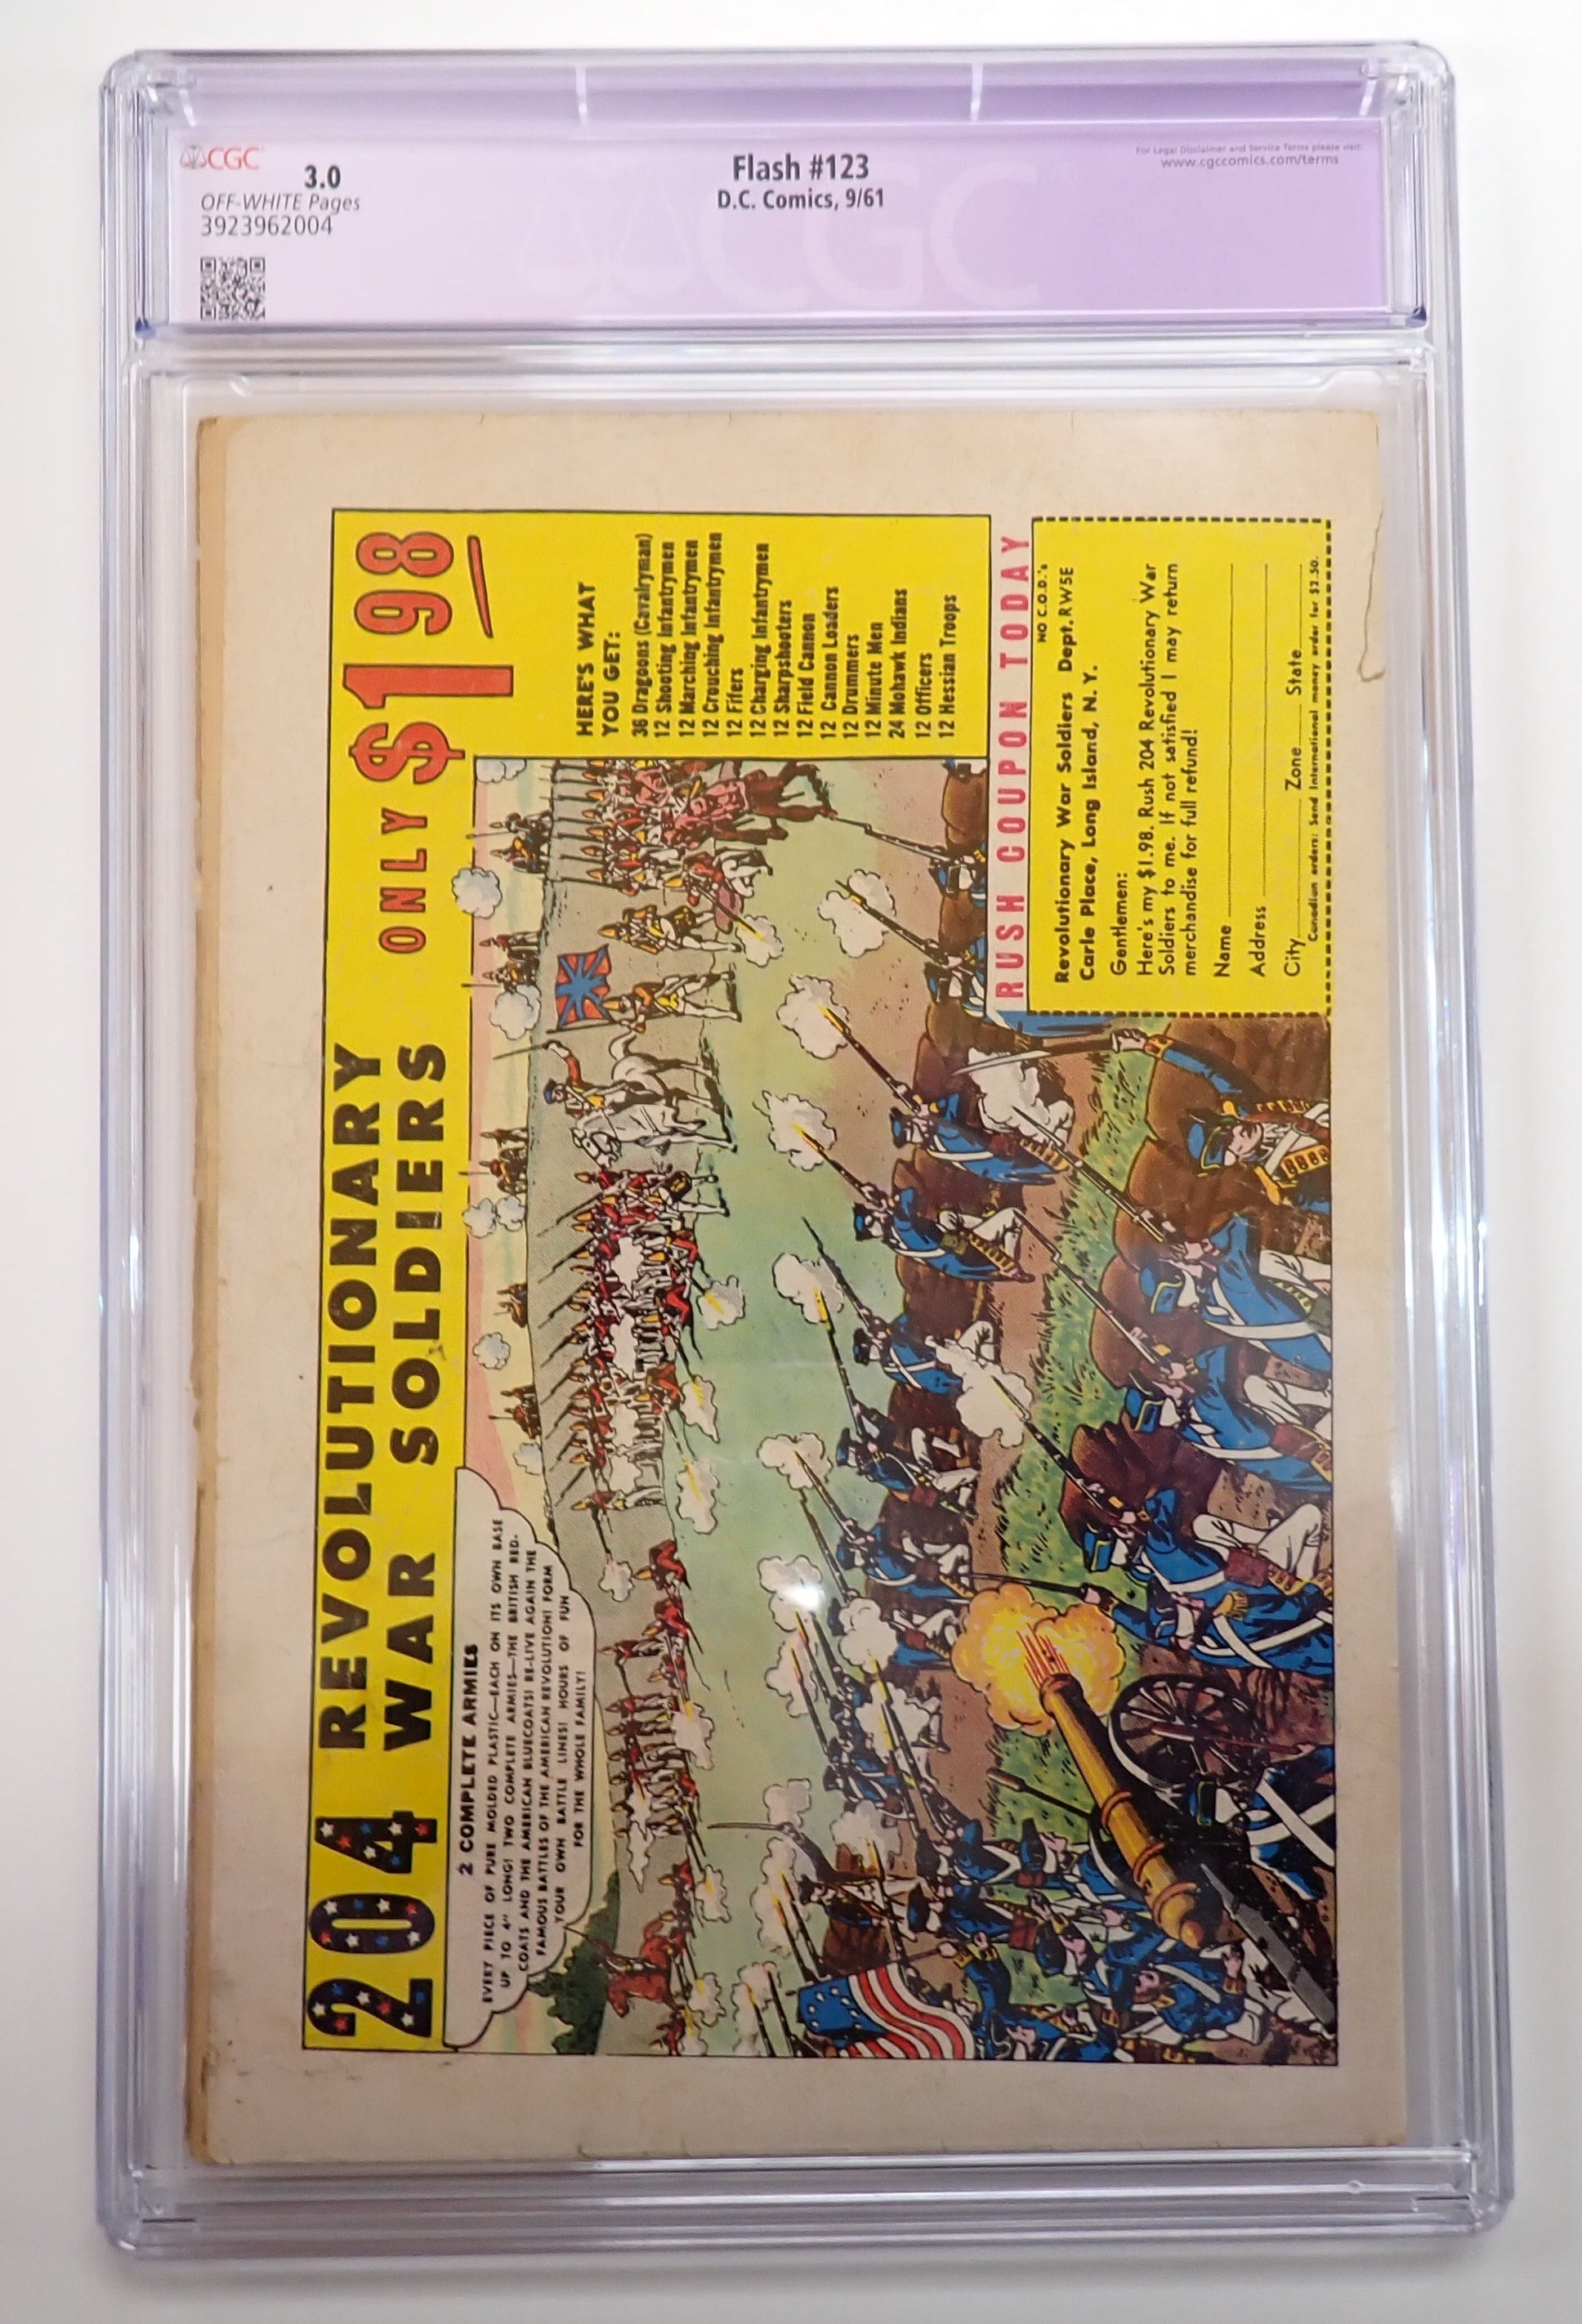 CGC
3.0
OFF-WHITE Pages
3923962004
Flash #123
D.C. Comics, 9/61
For Legal Disclaimer and Service Terms please visit:
www.cgccomics.com/terms
CGC
204 REVOLUTIONARY
WAR SOLDIERS
ONLY $1 98
2 COMPLETE ARMIES
EVERY PIECE OF PURE MOLDED PLASTIC—EACH ON ITS OWN BASE
UP TO 4" LONG! TWO COMPLETE ARMIES—THE BRITISH RED-
COATS AND THE AMERICAN BLUECOATS! RE-LIVE AGAIN THE
FAMOUS BATTLES OF THE AMERICAN REVOLUTION! FORM
YOUR OWN BATTLE LINES! HOURS OF FUN
FOR THE WHOLE FAMILY!
HERE'S WHAT
YOU GET:
36 Dragoons (Cavalryman)
12 Shooting Infantrymen
12 Marching Infantrymen
12 Crouching Infantrymen
12 Fifers
12 Charging Infantrymen
12 Sharpshooters
12 Field Cannon
12 Cannon Loaders
12 Drummers
12 Minute Men
24 Mohawk Indians
12 Officers
12 Hessian Troops
RUSH COUPON TODAY
NO C.O.D.'s
Revolutionary War Soldiers Dept. RW5E
Carle Place, Long Island, N. Y.
Gentlemen:
Here's my $1.98. Rush 204 Revolutionary War
Soldiers to me. If not satisfied I may return
merchandise for full refund!
Name
Address
City Zone State
Canadian orders: Send International money order for $2.50.